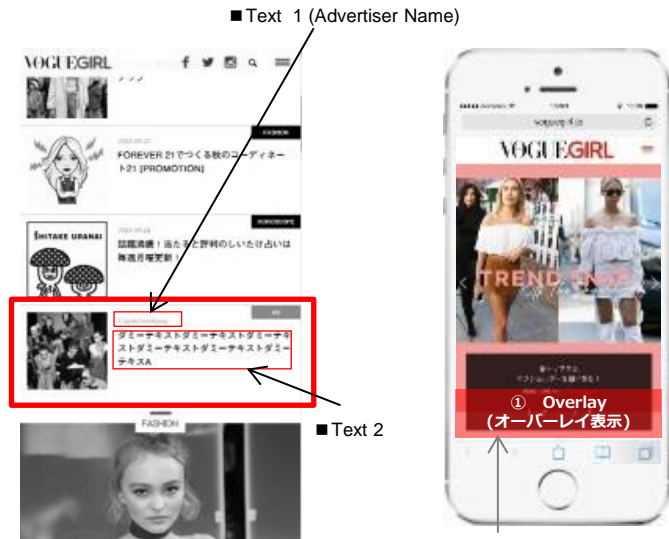 ■ Text 1 (Advertiser Name)
VOGUEGIRL
FASHION
FOREVER 21でつくる秋のコーディネー
ト21 [PROMOTION]
HOROSCOPE
SHITAKE URANAI
話題沸騰!当たると評判のしいたけ占いは
毎週月曜更新!
AD
ダミーテキストダミーテキストダミーテキ
ストダミーテキストダミーテキストダミー
テキスA
■ Text 2
FASHION
VOGUEGIRL
TREND SNAP
① Overlay
(オーバーレイ表示)